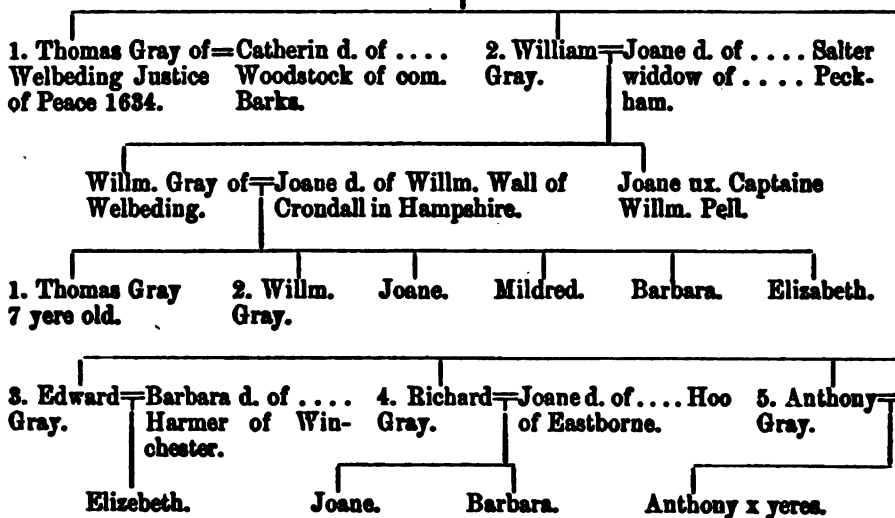 1. Thomas Gray of=Catherin d. of .... 2. William=Joane d. of .... Salter
Welbeding Justice Woodstock of com. Gray. widdow of .... Peck-
of Peace 1634. Barks. ham.
Willm. Gray of=Joane d. of Willm. Wall of Joane ux. Captaine
Welbeding. Crondall in Hampshire. Willm. Pell.
1. Thomas Gray 2. Willm. Joane. Mildred. Barbara. Elizabeth.
7 yere old. Gray.
3. Edward=Barbara d. of .... 4. Richard=Joane d. of .... Hoo 5. Anthony=
Gray. Harmer of Win- Gray. of Eastborne. Gray.
chester.
Elizebeth. Joane. Barbara. Anthony x yeres.